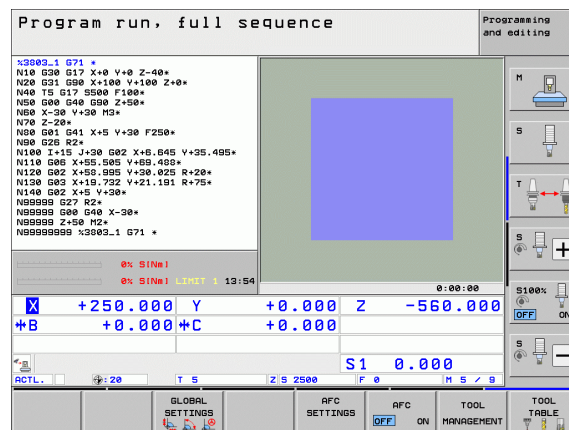 Program run, full sequence
Programming
and editing
%3803_1 G71 *
N10 G30 G17 X+0 Y+0 Z-40*
N20 G31 G90 X+100 Y+100 Z+0*
N40 T5 G17 S500 F100*
N50 G00 G40 G90 Z+50*
N60 X-30 Y+30 M3*
N70 Z-20*
N80 G01 G41 X+5 Y+30 F250*
N90 G26 R2*
N100 I+15 J+30 G02 X+6.645 Y+35.495*
N110 G06 X+55.505 Y+69.488*
N120 G02 X+58.995 Y+30.025 R+20*
N130 G03 X+19.732 Y+21.191 R+75*
N140 G02 X+5 Y+30*
N99999 G27 R2*
N99999 G00 G40 X-30*
N99999 Z+50 M2*
N99999999 %3803_1 G71 *
0% S[Nm]
0% S[Nm] LIMIT 1 13:54
0:00:00
X +250.000 Y +0.000 Z -560.000
B +0.000 C +0.000
S1 0.000
ACTL. : 20 T 5 Z S 2500 F 0 M 5 / 9
M
S
T
S
+
S100%
OFF ON
S
-
GLOBAL
SETTINGS
AFC
SETTINGS
AFC
OFF ON
TOOL
MANAGEMENT
TOOL
TABLE